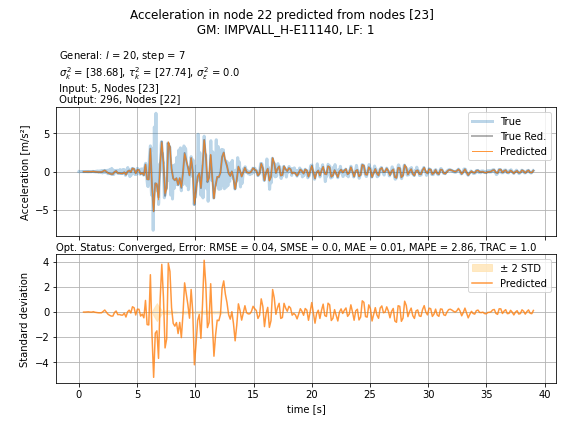 Acceleration in node 22 predicted from nodes [23]
GM: IMPVALL_H-E11140, LF: 1
General: l = 20, step = 7
σ²ₖ = [38.68], τ²ₖ = [27.74], σ²ε = 0.0
Input: 5, Nodes [23]
Output: 296, Nodes [22]
Acceleration [m/s²]
5
0
−5
True
True Red.
Predicted
Opt. Status: Converged, Error: RMSE = 0.04, SMSE = 0.0, MAE = 0.01, MAPE = 2.86, TRAC = 1.0
Standard deviation
4
2
0
−2
−4
± 2 STD
Predicted
0 5 10 15 20 25 30 35 40
time [s]